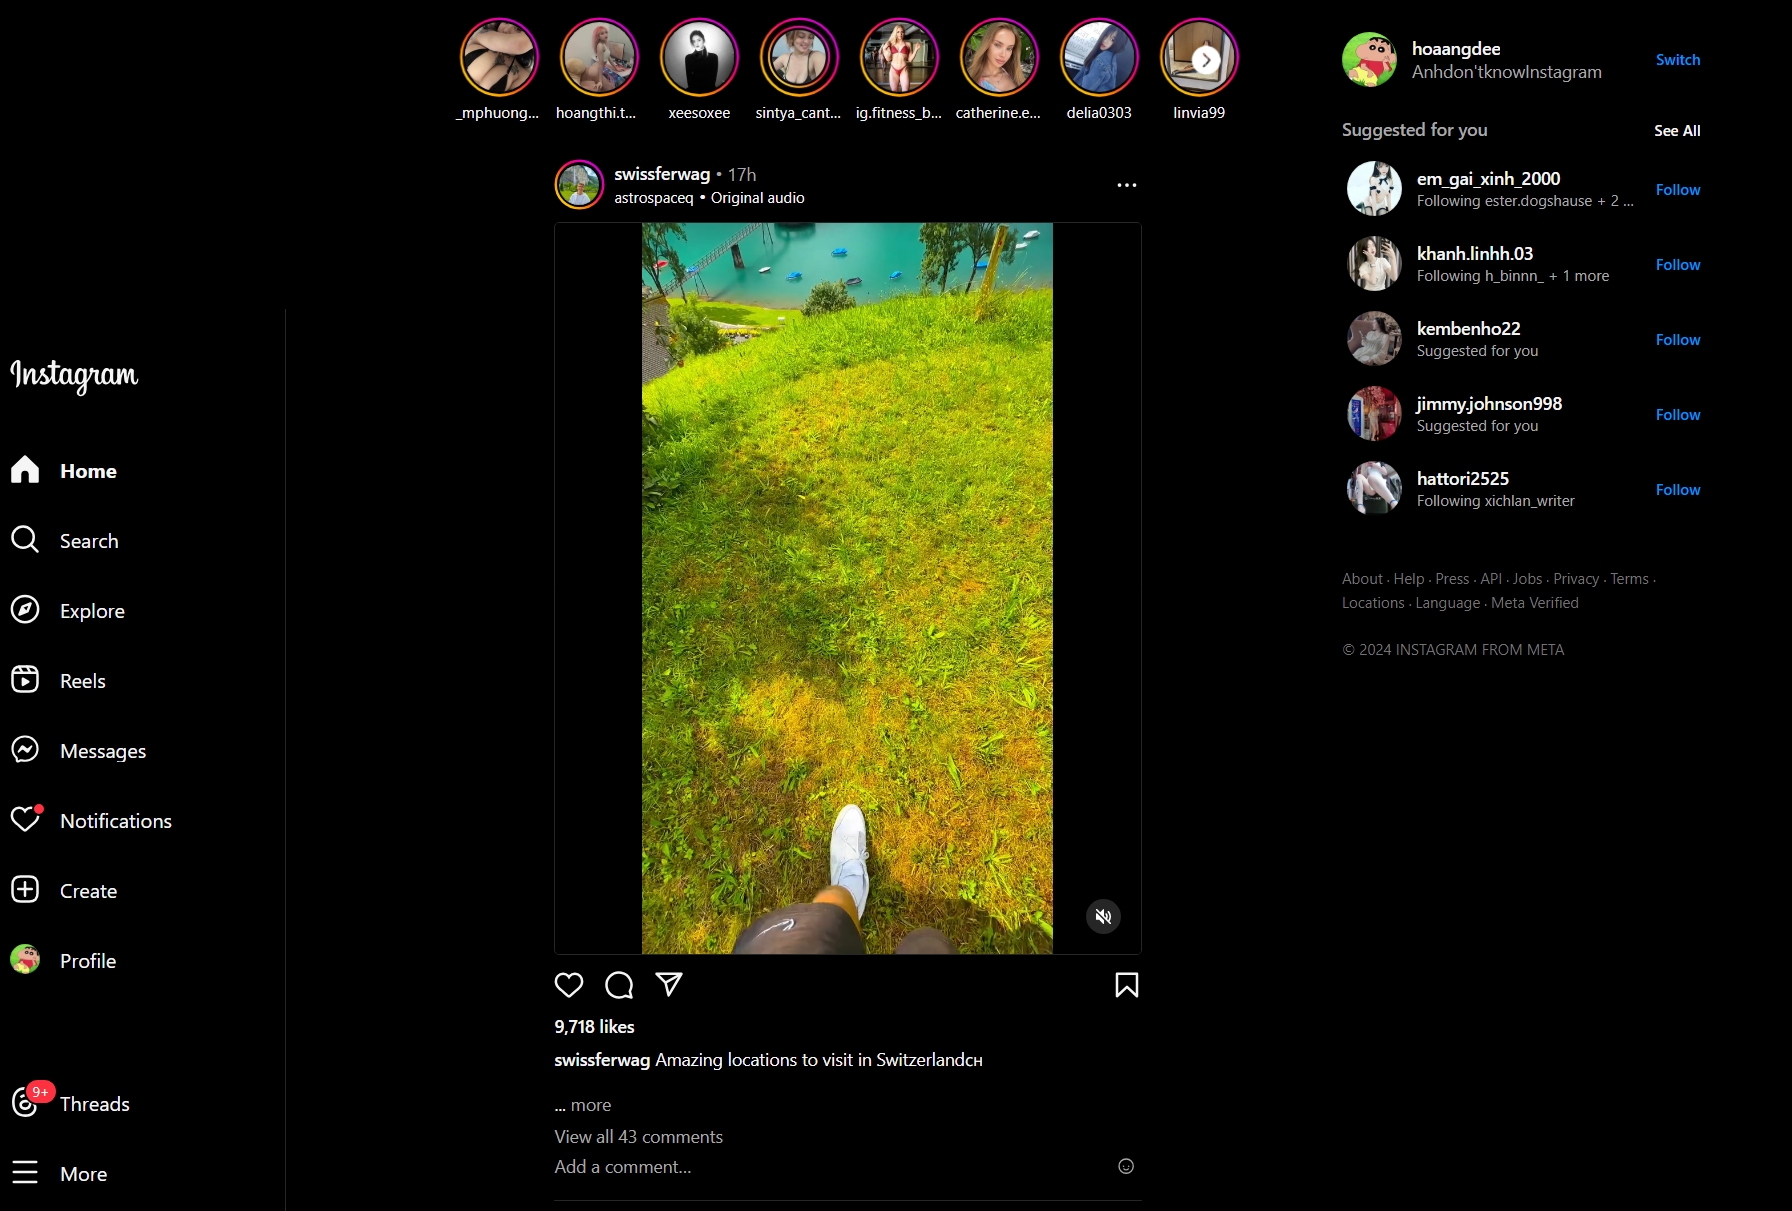 _mphuong...
hoangthi.t...
xeesoxee
sintya_cant...
ig.fitness_b...
catherine.e...
delia0303
linvia99
swissferwag • 17h
astrospaceq • Original audio
9,718 likes
swissferwag Amazing locations to visit in Switzerlandcʜ
... more
View all 43 comments
Add a comment...
Instagram
Home
Search
Explore
Reels
Messages
Notifications
Create
Profile
9+
Threads
More
hoaangdee
Anhdon'tknowInstagram
Switch
Suggested for you
See All
em_gai_xinh_2000
Following ester.dogshause + 2 ...
Follow
khanh.linhh.03
Following h_binnn_ + 1 more
Follow
kembenho22
Suggested for you
Follow
jimmy.johnson998
Suggested for you
Follow
hattori2525
Following xichlan_writer
Follow
About · Help · Press · API · Jobs · Privacy · Terms ·
Locations · Language · Meta Verified
© 2024 INSTAGRAM FROM META